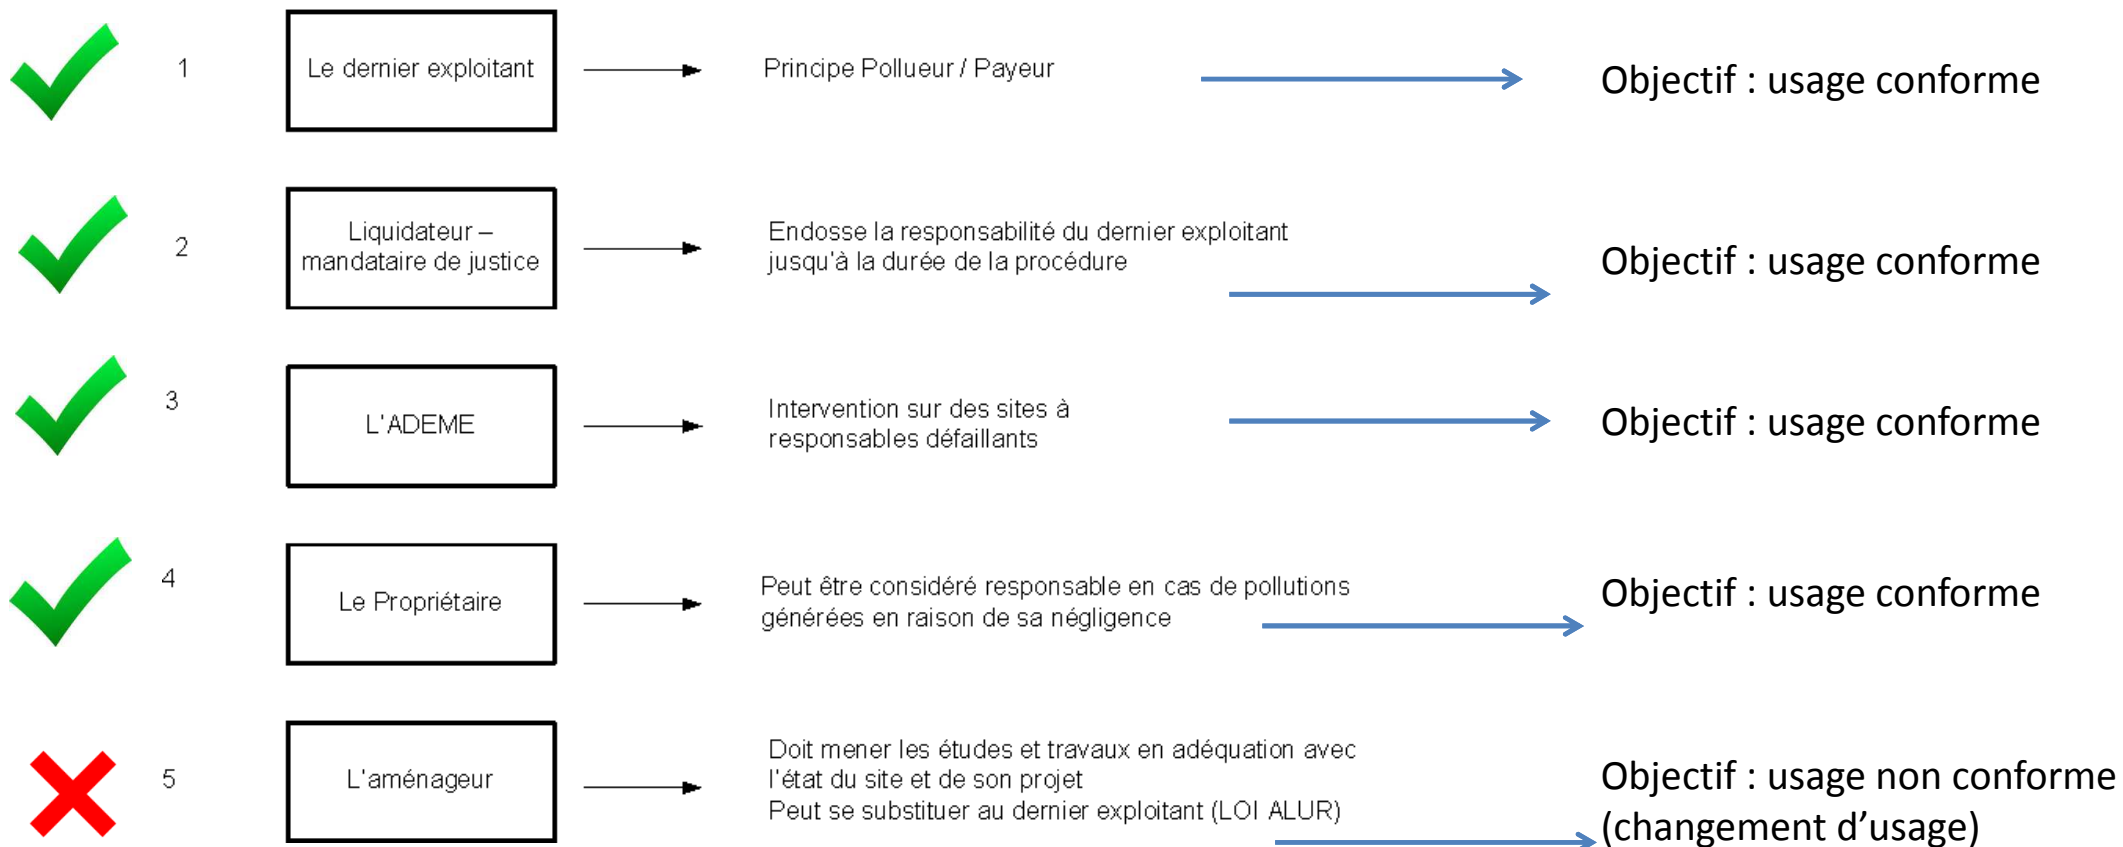 1
Le dernier exploitant
Principe Pollueur / Payeur
Objectif : usage conforme
2
Liquidateur –
mandataire de justice
Endosse la responsabilité du dernier exploitant
jusqu'à la durée de la procédure
Objectif : usage conforme
3
L'ADEME
Intervention sur des sites à
responsables défaillants
Objectif : usage conforme
4
Le Propriétaire
Peut être considéré responsable en cas de pollutions
générées en raison de sa négligence
Objectif : usage conforme
5
L'aménageur
Doit mener les études et travaux en adéquation avec
l'état du site et de son projet
Peut se substituer au dernier exploitant (LOI ALUR)
Objectif : usage non conforme
(changement d’usage)